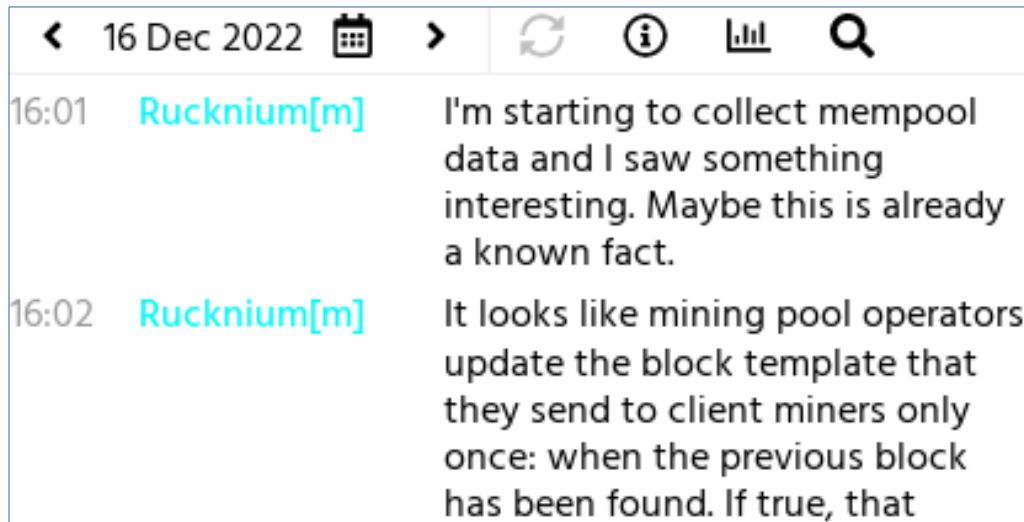 16 Dec 2022
16:01 Rucknium[m] I'm starting to collect mempool
data and I saw something
interesting. Maybe this is already
a known fact.
16:02 Rucknium[m] It looks like mining pool operators
update the block template that
they send to client miners only
once: when the previous block
has been found. If true, that